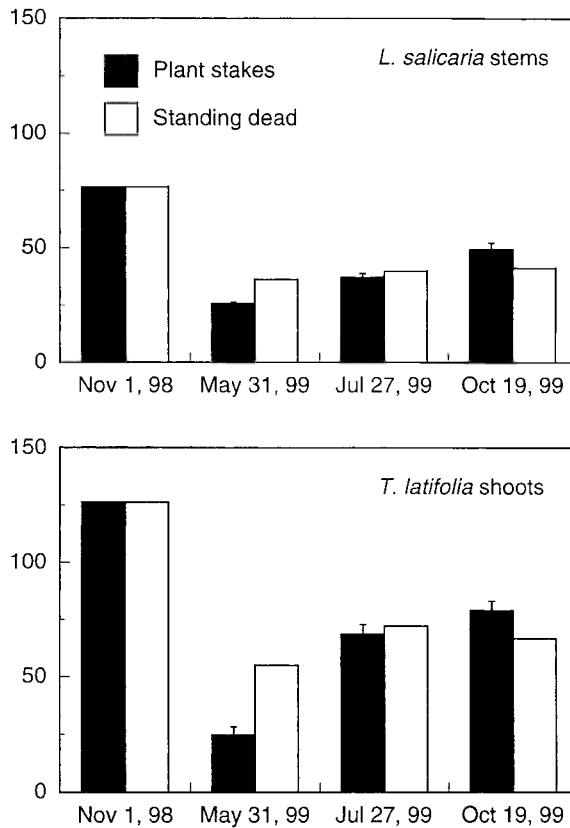 150
L. salicaria stems
Plant stakes
Standing dead
100
50
0
Nov 1, 98 May 31, 99 Jul 27, 99 Oct 19, 99
150
T. latifolia shoots
100
50
0
Nov 1, 98 May 31, 99 Jul 27, 99 Oct 19, 99